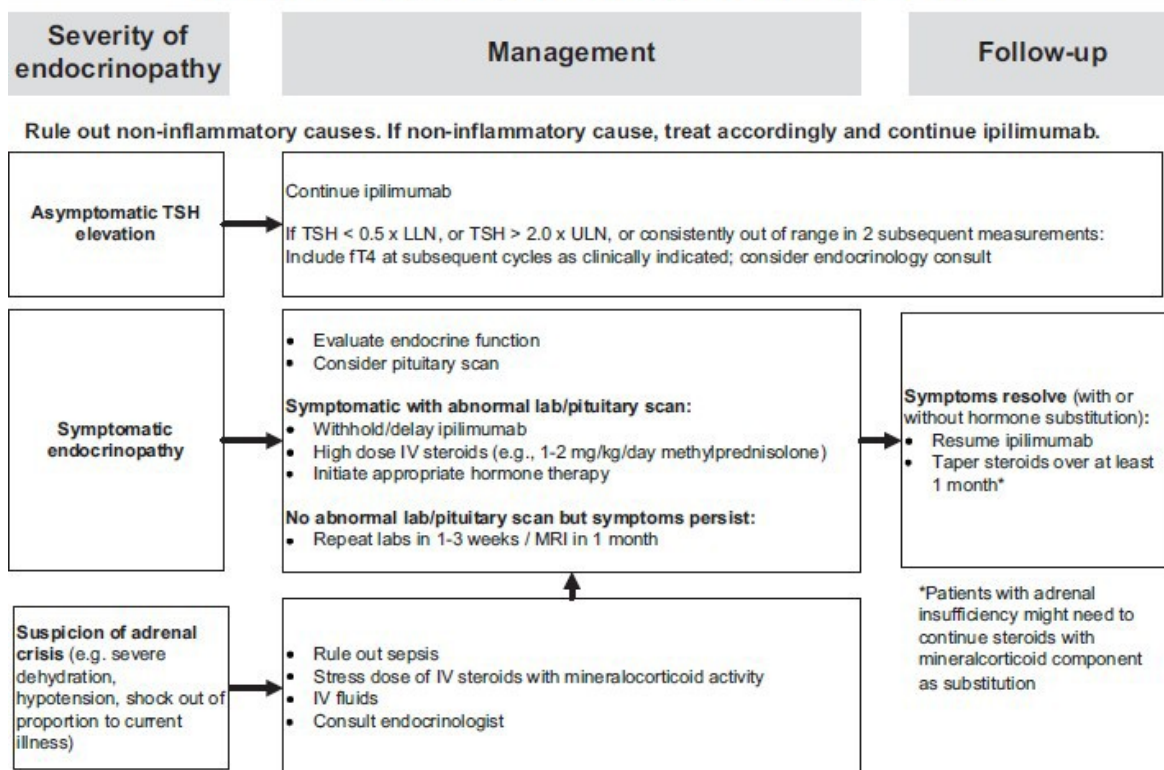 Severity of
endocrinopathy
Management
Follow-up
Rule out non-inflammatory causes. If non-inflammatory cause, treat accordingly and continue ipilimumab.
Asymptomatic TSH
elevation
Continue ipilimumab
If TSH < 0.5 x LLN, or TSH > 2.0 x ULN, or consistently out of range in 2 subsequent measurements:
Include fT4 at subsequent cycles as clinically indicated; consider endocrinology consult
Symptomatic
endocrinopathy
• Evaluate endocrine function
• Consider pituitary scan
Symptomatic with abnormal lab/pituitary scan:
• Withhold/delay ipilimumab
• High dose IV steroids (e.g., 1-2 mg/kg/day methylprednisolone)
• Initiate appropriate hormone therapy
No abnormal lab/pituitary scan but symptoms persist:
• Repeat labs in 1-3 weeks / MRI in 1 month
Symptoms resolve (with or
without hormone substitution):
• Resume ipilimumab
• Taper steroids over at least
1 month*
Suspicion of adrenal
crisis (e.g. severe
dehydration,
hypotension, shock out of
proportion to current
illness)
• Rule out sepsis
• Stress dose of IV steroids with mineralocorticoid activity
• IV fluids
• Consult endocrinologist
*Patients with adrenal
insufficiency might need to
continue steroids with
mineralcorticoid component
as substitution